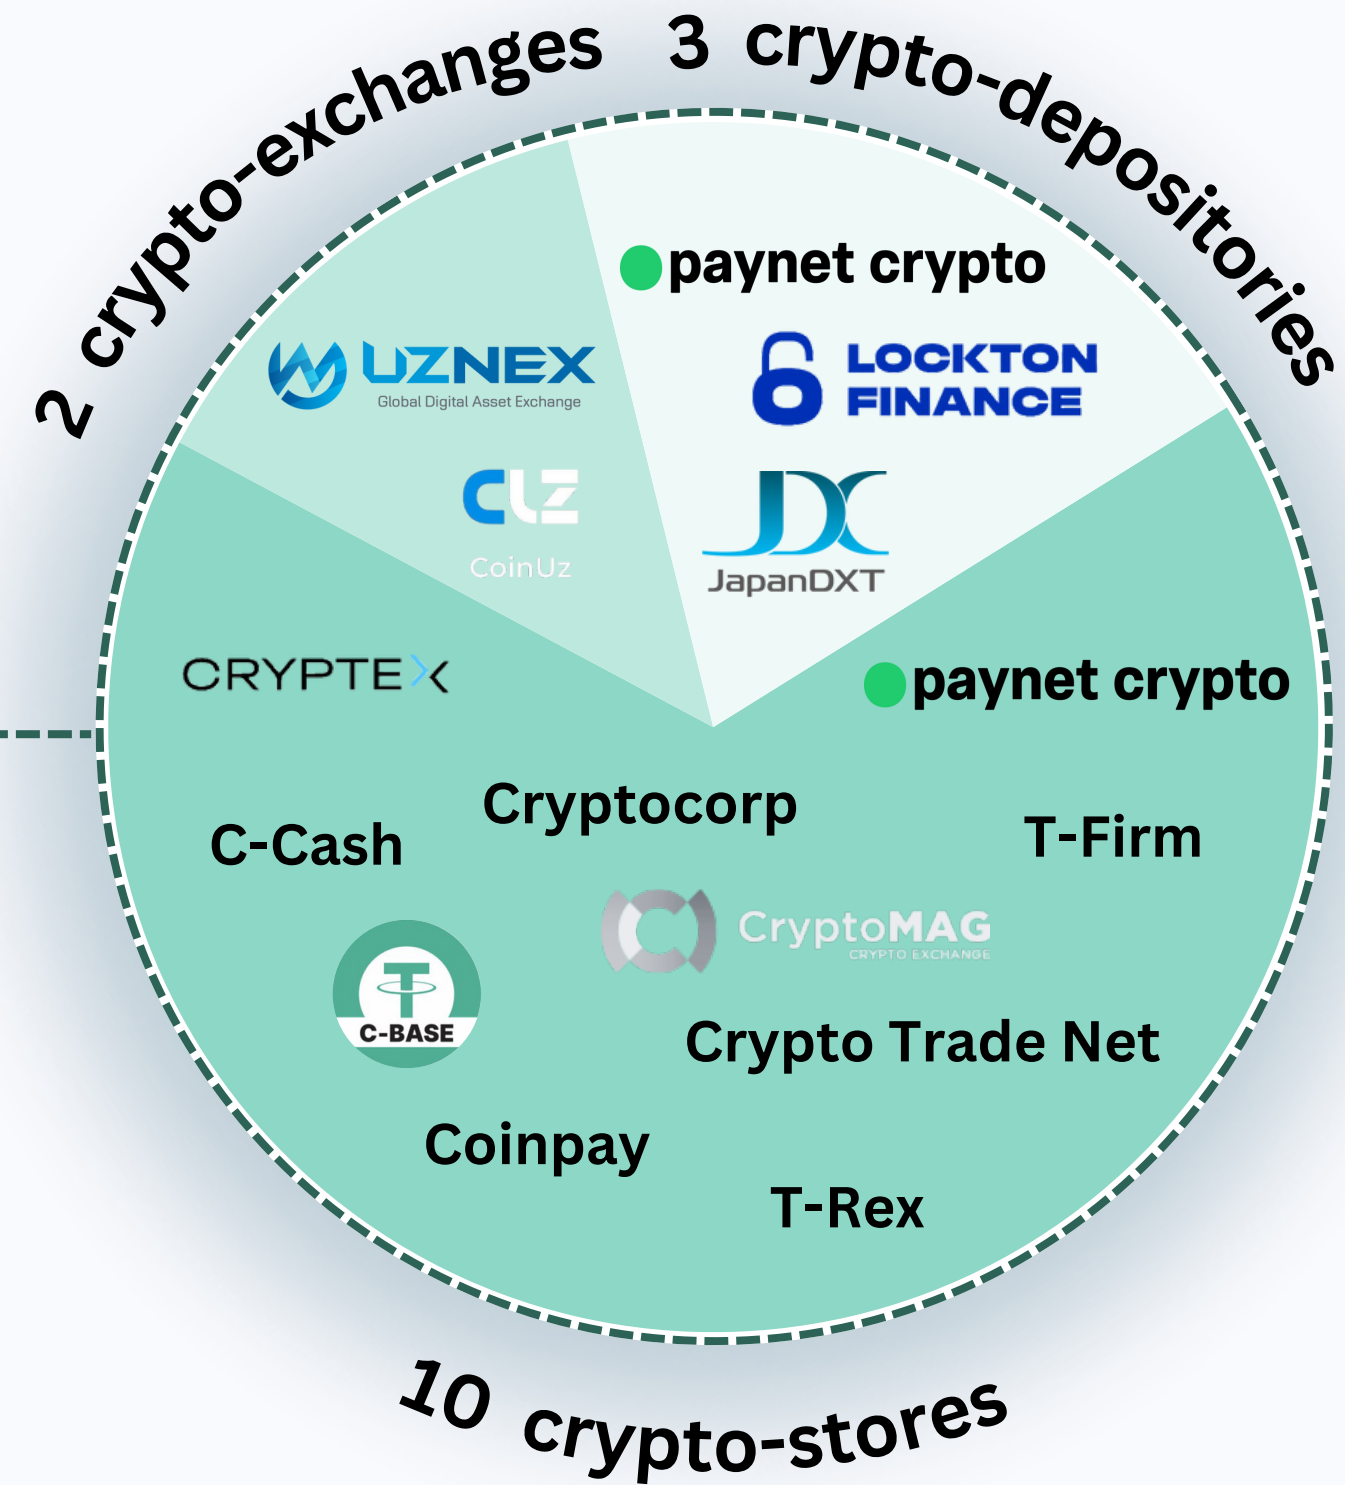 2 crypto-exchanges
3 crypto-depositories
paynet crypto
UZNEX
Global Digital Asset Exchange
LOCKTON
FINANCE
CUZ
CoinUz
JapanDXT
CRYPTEX
paynet crypto
Cryptocorp
C-Cash
T-Firm
CryptoMAG
CRYPTO EXCHANGE
C-BASE
Crypto Trade Net
Coinpay
T-Rex
10 crypto-stores